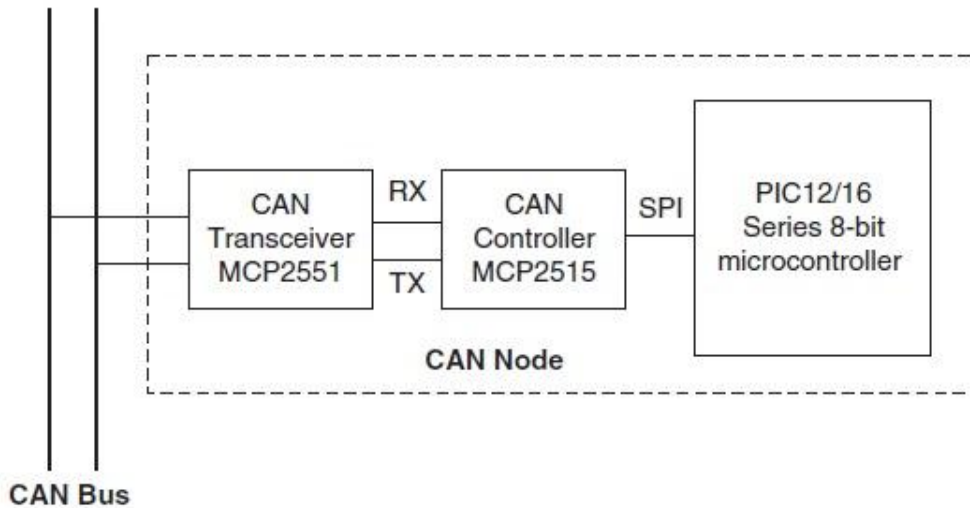 CAN
Transceiver
MCP2551
RX
TX
CAN
Controller
MCP2515
SPI
PIC12/16
Series 8-bit
microcontroller
CAN Node
CAN Bus